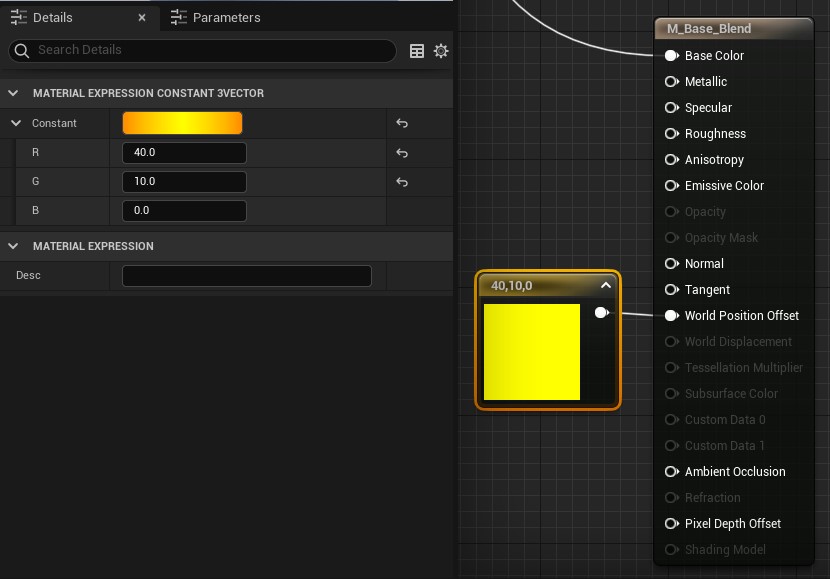 Details
Parameters
Search Details
MATERIAL EXPRESSION CONSTANT 3VECTOR
Constant
R 40.0
G 10.0
B 0.0
MATERIAL EXPRESSION
Desc
40,10,0
M_Base_Blend
Base Color
Metallic
Specular
Roughness
Anisotropy
Emissive Color
Opacity
Opacity Mask
Normal
Tangent
World Position Offset
World Displacement
Tessellation Multiplier
Subsurface Color
Custom Data 0
Custom Data 1
Ambient Occlusion
Refraction
Pixel Depth Offset
Shading Model